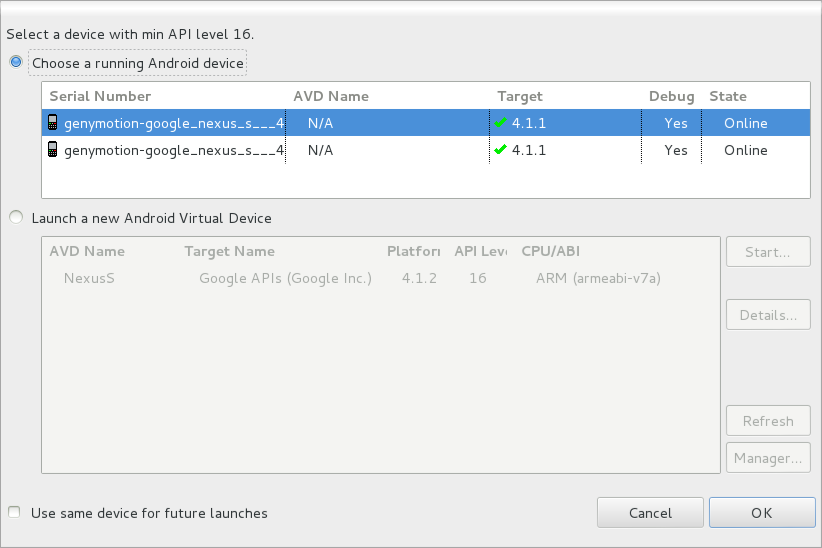 Select a device with min API level 16.
Choose a running Android device
Serial Number AVD Name Target Debug State
genymotion-google_nexus_s___4 N/A 4.1.1 Yes Online
genymotion-google_nexus_s___4 N/A 4.1.1 Yes Online
Launch a new Android Virtual Device
AVD Name Target Name Platforr API Leve CPU/ABI
NexusS Google APIs (Google Inc.) 4.1.2 16 ARM (armeabi-v7a)
Start...
Details...
Refresh
Manager...
Use same device for future launches
Cancel OK